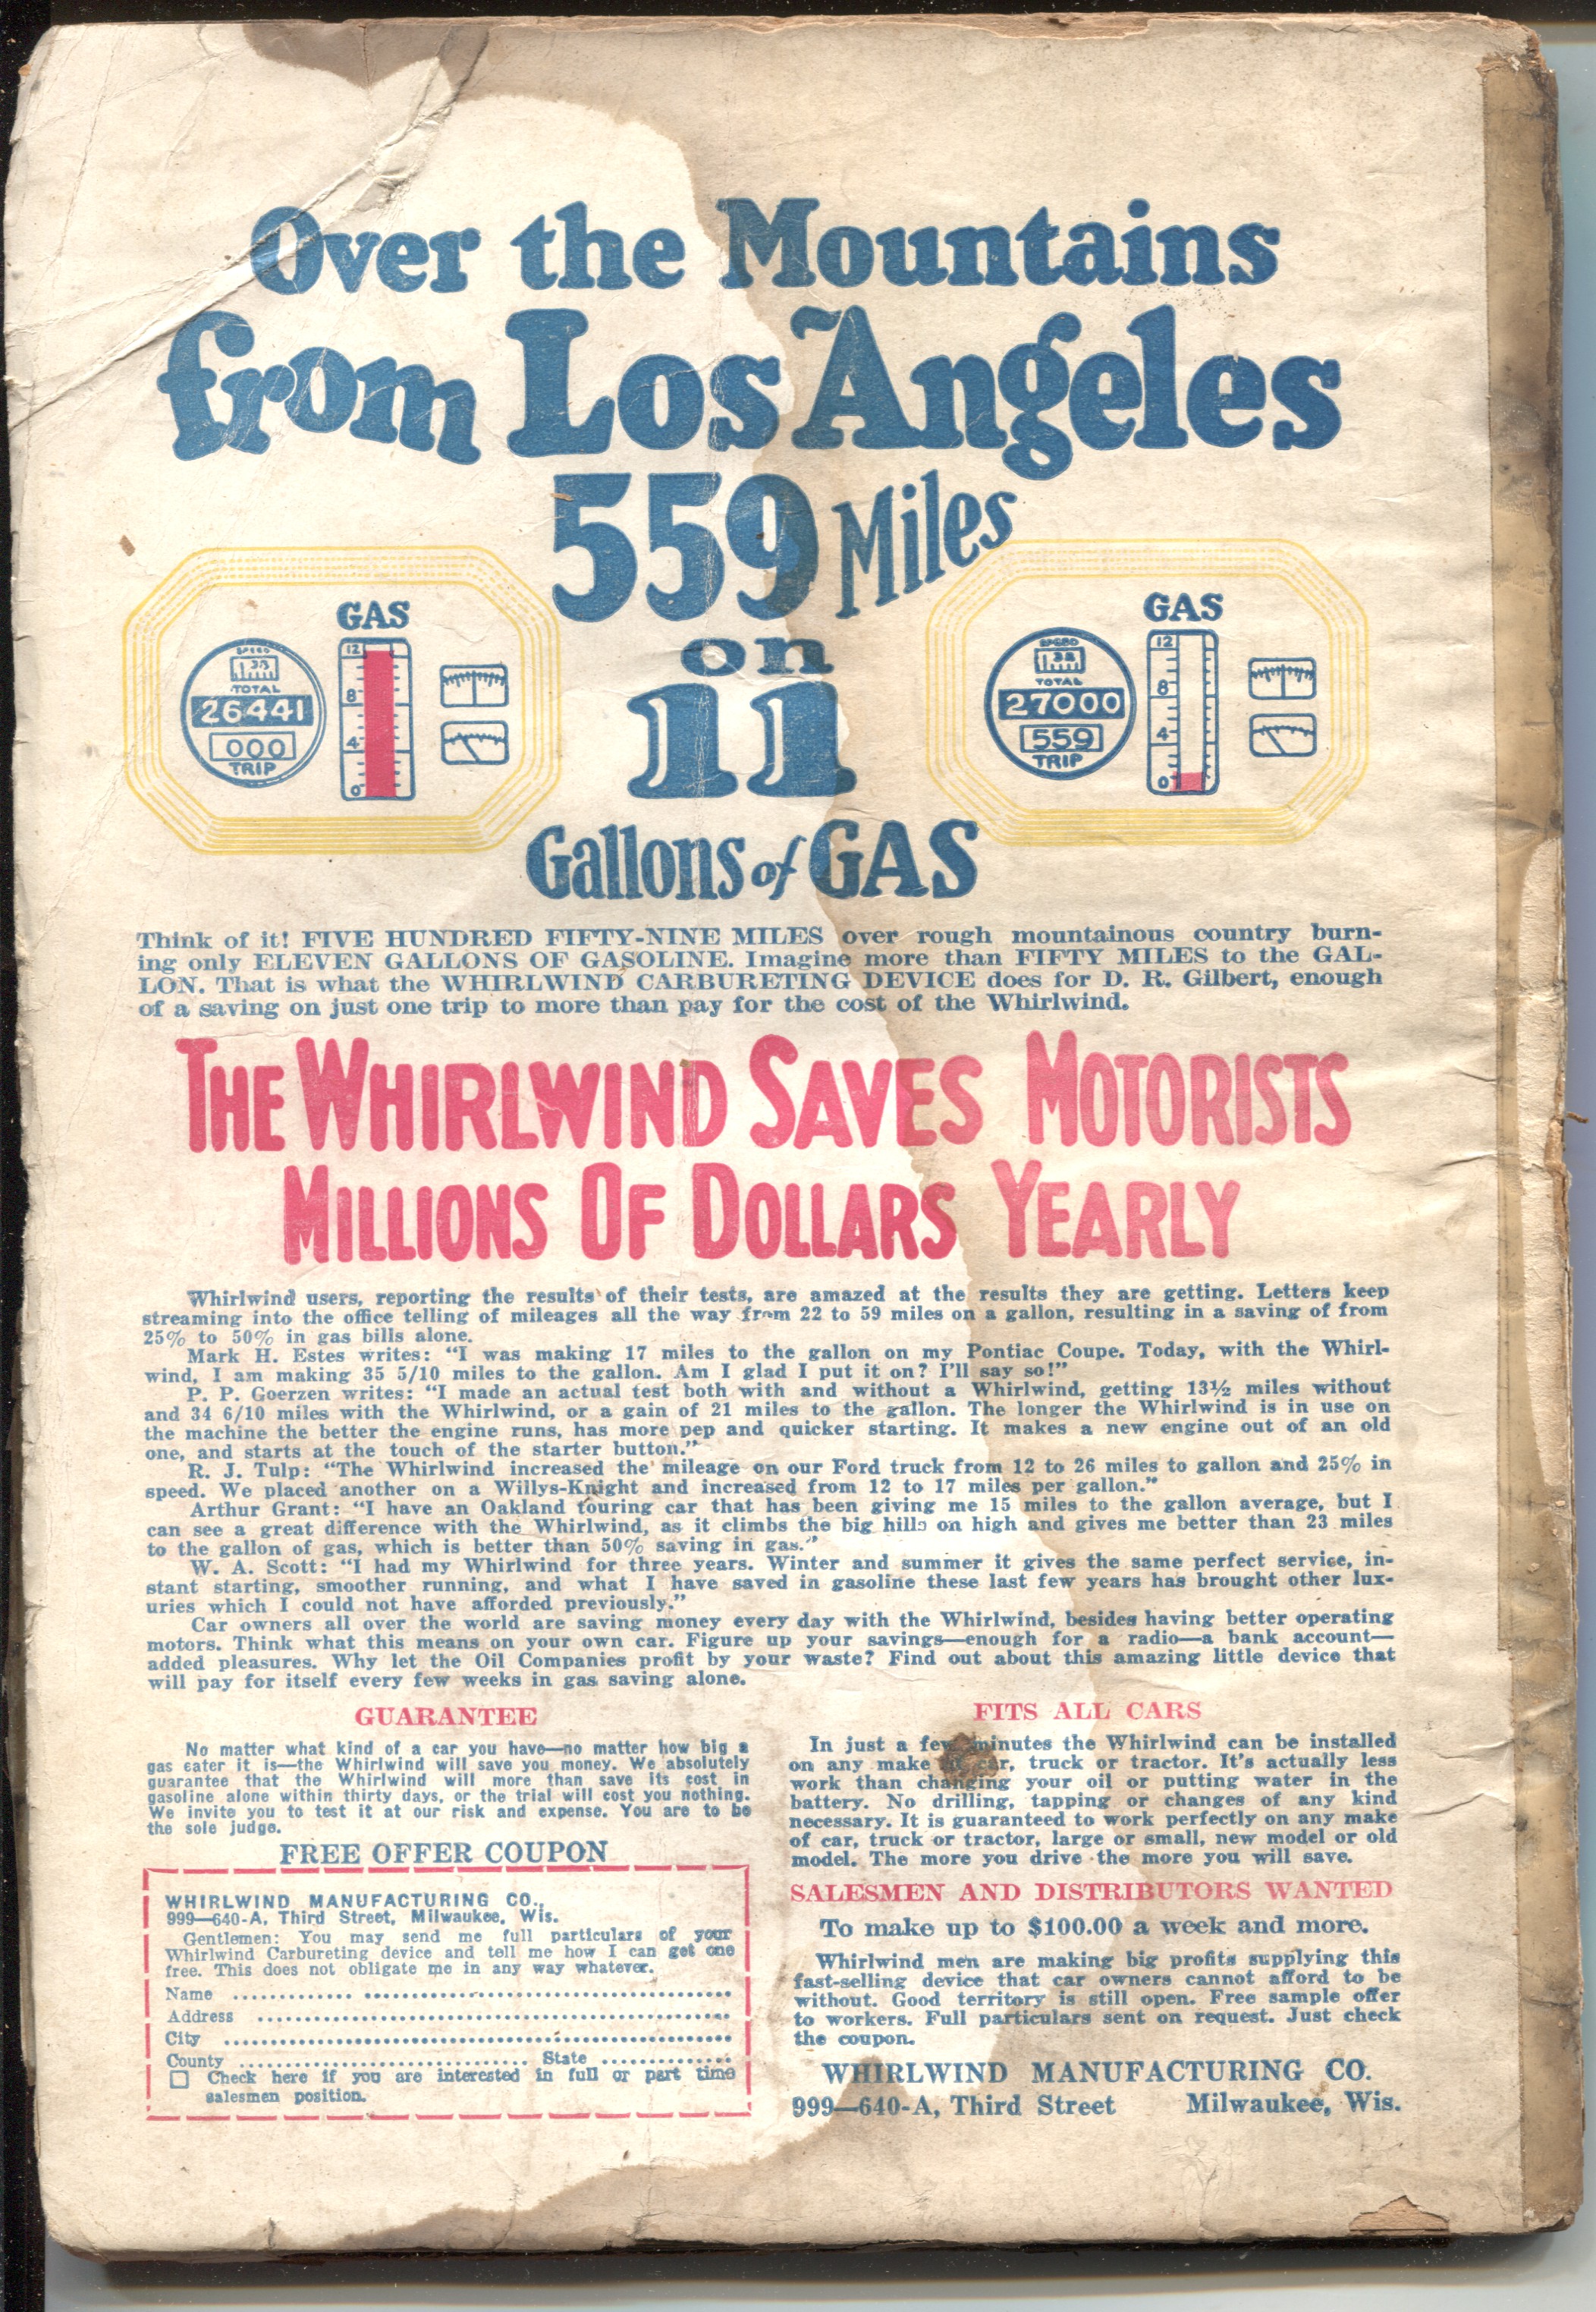 Over the Mountains
from Los Angeles
559 Miles
on
11
Gallons of GAS
GAS
SPEED
35
TOTAL
26441
000
TRIP
12
8
4
0
GAS
SPEED
TOTAL
27000
559
TRIP
12
8
4
0
Think of it! FIVE HUNDRED FIFTY-NINE MILES over rough mountainous country burn-
ing only ELEVEN GALLONS OF GASOLINE. Imagine more than FIFTY MILES to the GAL-
LON. That is what the WHIRLWIND CARBURETING DEVICE does for D. R. Gilbert, enough
of a saving on just one trip to more than pay for the cost of the Whirlwind.
THE WHIRLWIND SAVES MOTORISTS
MILLIONS OF DOLLARS YEARLY
Whirlwind users, reporting the results of their tests, are amazed at the results they are getting. Letters keep
streaming into the office telling of mileages all the way from 22 to 59 miles on a gallon, resulting in a saving of from
25% to 50% in gas bills alone.
Mark H. Estes writes: "I was making 17 miles to the gallon on my Pontiac Coupe. Today, with the Whirl-
wind, I am making 35 5/10 miles to the gallon. Am I glad I put it on? I'll say so!"
P. P. Goerzen writes: "I made an actual test both with and without a Whirlwind, getting 13½ miles without
and 34 6/10 miles with the Whirlwind, or a gain of 21 miles to the gallon. The longer the Whirlwind is in use on
the machine the better the engine runs, has more pep and quicker starting. It makes a new engine out of an old
one, and starts at the touch of the starter button."
R. J. Tulp: "The Whirlwind increased the mileage on our Ford truck from 12 to 26 miles to gallon and 25% in
speed. We placed another on a Willys-Knight and increased from 12 to 17 miles per gallon."
Arthur Grant: "I have an Oakland touring car that has been giving me 15 miles to the gallon average, but I
can see a great difference with the Whirlwind, as it climbs the big hills on high and gives me better than 23 miles
to the gallon of gas, which is better than 50% saving in gas."
W. A. Scott: "I had my Whirlwind for three years. Winter and summer it gives the same perfect service, in-
stant starting, smoother running, and what I have saved in gasoline these last few years has brought other lux-
uries which I could not have afforded previously."
Car owners all over the world are saving money every day with the Whirlwind, besides having better operating
motors. Think what this means on your own car. Figure up your savings—enough for a radio—a bank account—
added pleasures. Why let the Oil Companies profit by your waste? Find out about this amazing little device that
will pay for itself every few weeks in gas saving alone.
GUARANTEE
No matter what kind of a car you have—no matter how big a
gas eater it is—the Whirlwind will save you money. We absolutely
guarantee that the Whirlwind will more than save its cost in
gasoline alone within thirty days, or the trial will cost you nothing.
We invite you to test it at our risk and expense. You are to be
the sole judge.
FREE OFFER COUPON
WHIRLWIND MANUFACTURING CO.,
999—640-A, Third Street, Milwaukee, Wis.
Gentlemen: You may send me full particulars of your
Whirlwind Carbureting device and tell me how I can get one
free. This does not obligate me in any way whatever.
Name
Address
City
County State
Check here if you are interested in full or part time
salesmen position.
FITS ALL CARS
In just a few minutes the Whirlwind can be installed
on any make of car, truck or tractor. It's actually less
work than changing your oil or putting water in the
battery. No drilling, tapping or changes of any kind
necessary. It is guaranteed to work perfectly on any make
of car, truck or tractor, large or small, new model or old
model. The more you drive the more you will save.
SALESMEN AND DISTRIBUTORS WANTED
To make up to $100.00 a week and more.
Whirlwind men are making big profits supplying this
fast-selling device that car owners cannot afford to be
without. Good territory is still open. Free sample offer
to workers. Full particulars sent on request. Just check
the coupon.
WHIRLWIND MANUFACTURING CO.
999—640-A, Third Street Milwaukee, Wis.